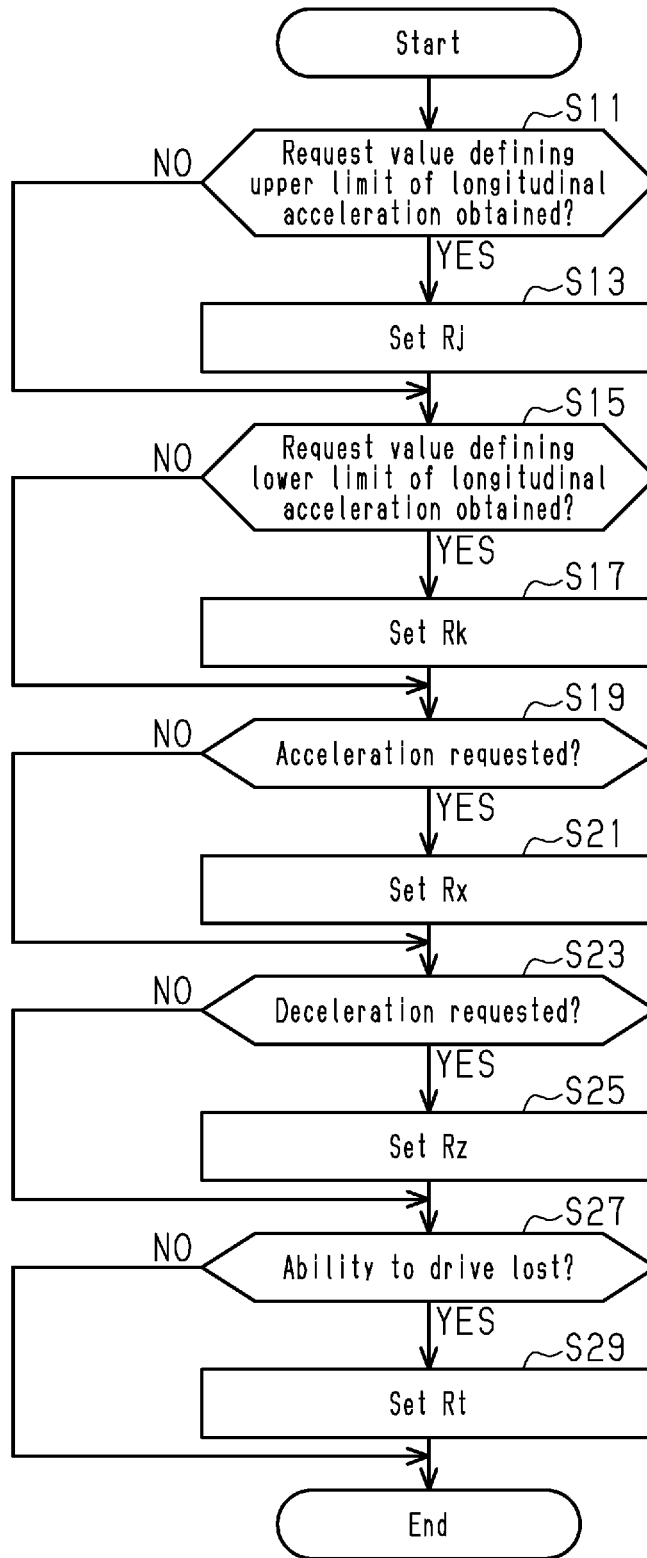 Start
S11
NO
Request value defining
upper limit of longitudinal
acceleration obtained?
YES
S13
Set Rj
S15
NO
Request value defining
lower limit of longitudinal
acceleration obtained?
YES
S17
Set Rk
S19
NO
Acceleration requested?
YES
S21
Set Rx
S23
NO
Deceleration requested?
YES
S25
Set Rz
S27
NO
Ability to drive lost?
YES
S29
Set Rt
End